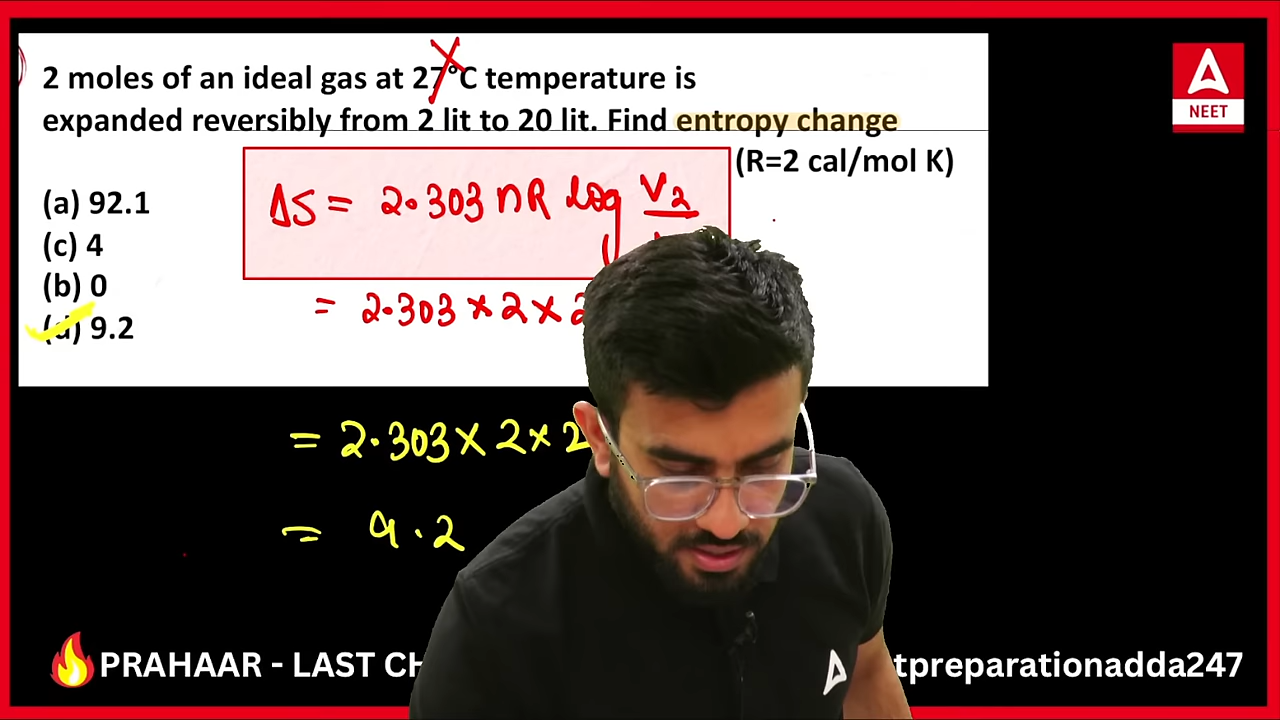 2 moles of an ideal gas at 27°C temperature is
expanded reversibly from 2 lit to 20 lit. Find entropy change
(R=2 cal/mol K)
(a) 92.1
(c) 4
(b) 0
(d) 9.2
ΔS = 2.303 nR log V2
= 2.303 × 2 × 2
= 2.303 × 2 × 2
= 9.2
NEET
PRAHAAR - LAST CH
tpreparationadda247